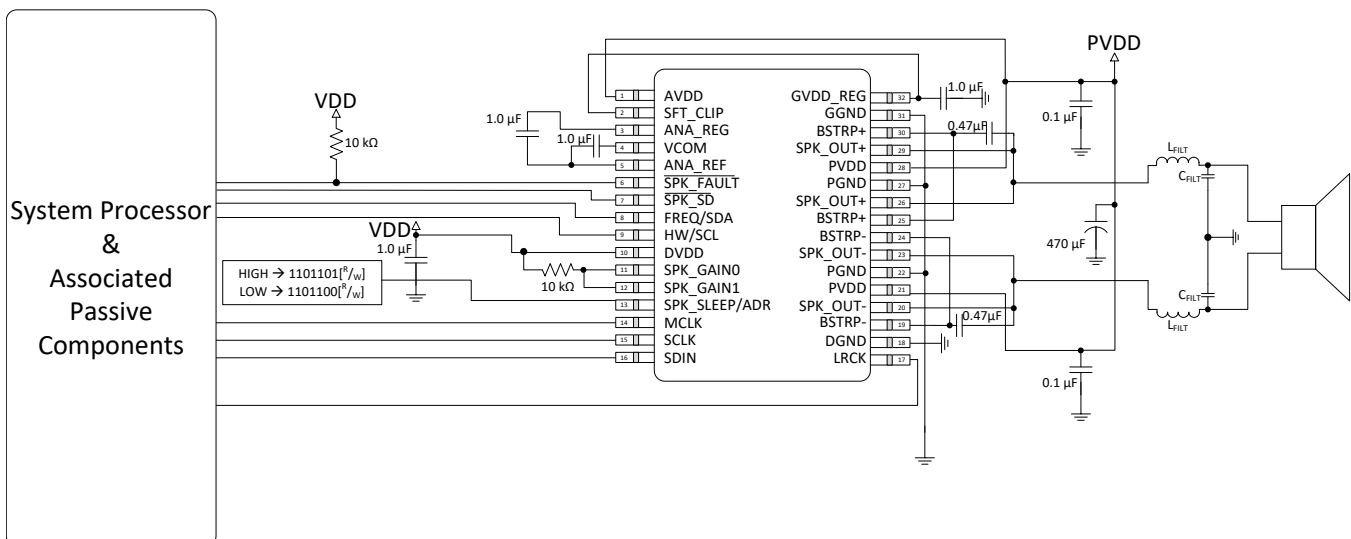 System Processor
&
Associated
Passive
Components
VDD
10 kΩ
VDD
1.0 µF
HIGH → 1101101[R/W]
LOW → 1101100[R/W]
1.0 µF
1.0 µF
10 kΩ
1 AVDD
2 SFT_CLIP
3 ANA_REG
4 VCOM
5 ANA_REF
6 SPK_FAULT
7 SPK_SD
8 FREQ/SDA
9 HW/SCL
10 DVDD
11 SPK_GAIN0
12 SPK_GAIN1
13 SPK_SLEEP/ADR
14 MCLK
15 SCLK
16 SDIN
GVDD_REG 32
GGND 31
BSTRP+ 30
SPK_OUT+ 29
PVDD 28
PGND 27
SPK_OUT+ 26
BSTRP+ 25
BSTRP- 24
SPK_OUT- 23
PGND 22
PVDD 21
SPK_OUT- 20
BSTRP- 19
DGND 18
LRCK 17
1.0 µF
0.47µF
0.47µF
PVDD
0.1 µF
470 µF
0.1 µF
LFILT
CFILT
CFILT
LFILT